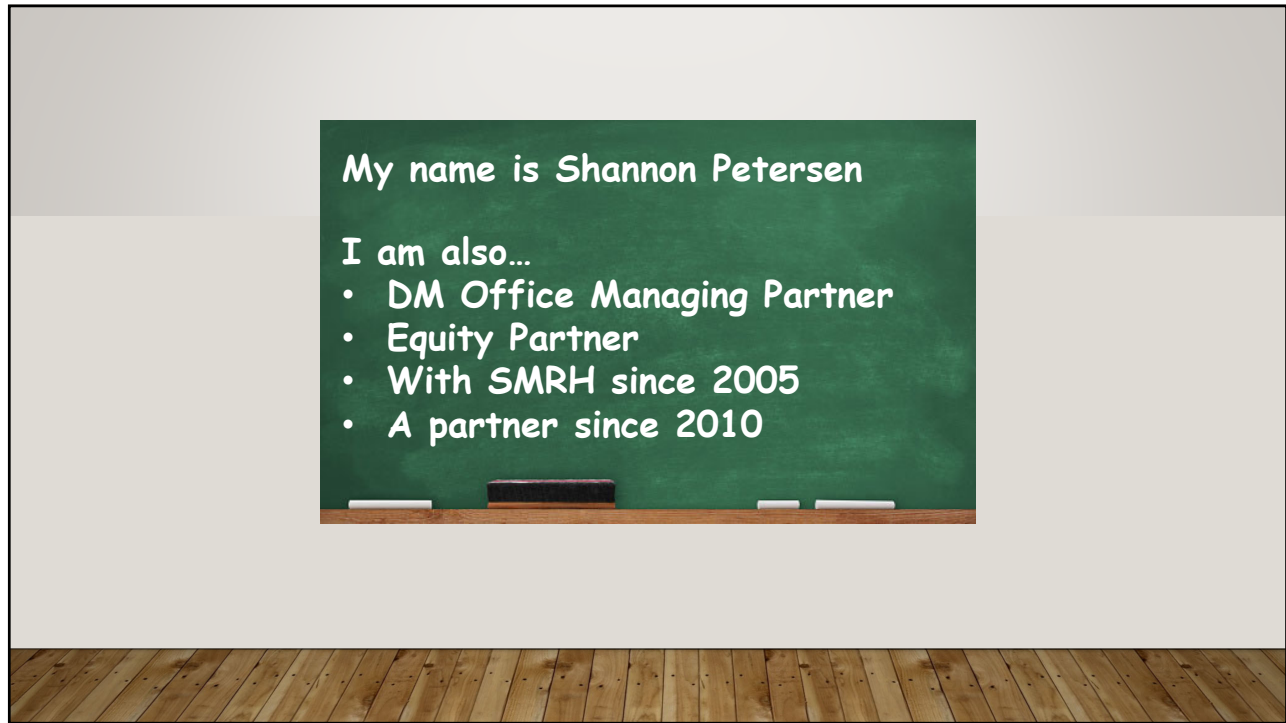 My name is Shannon Petersen
I am also…
• DM Office Managing Partner
• Equity Partner
• With SMRH since 2005
• A partner since 2010